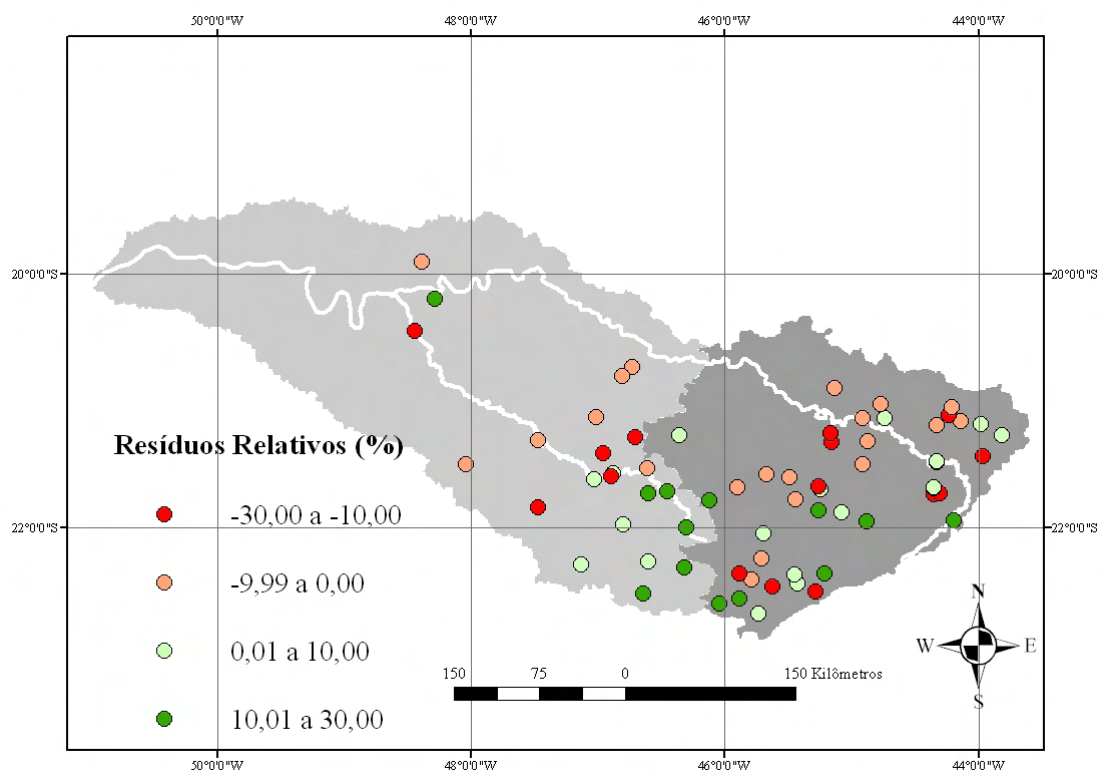 50°0'0"W 48°0'0"W 46°0'0"W 44°0'0"W
20°0'0"S 20°0'0"S
Resíduos Relativos (%)
-30,00 a -10,00
22°0'0"S 22°0'0"S
-9,99 a 0,00
N
W E
S
0,01 a 10,00
150 75 0 150 Kilômetros
10,01 a 30,00
50°0'0"W 48°0'0"W 46°0'0"W 44°0'0"W